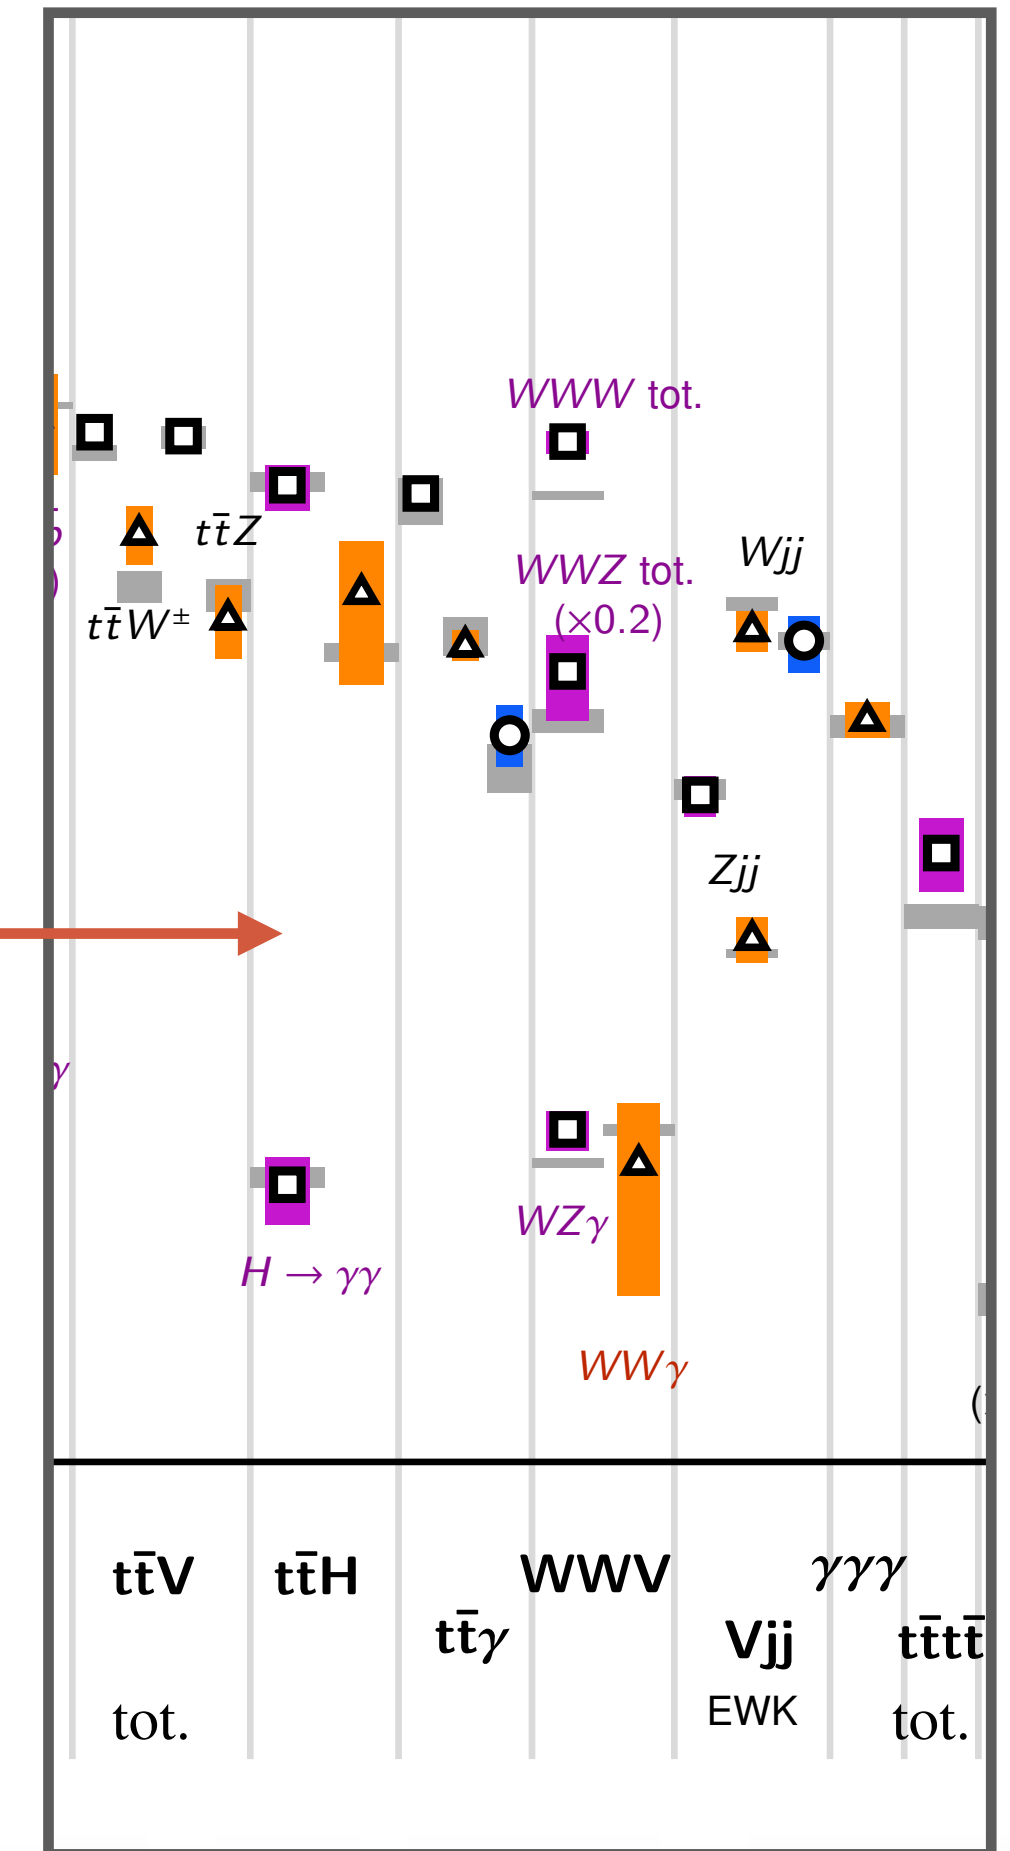 WWW tot.
tt̄Z
Wjj
WWZ tot.
(×0.2)
tt̄W±
Zjj
γ
WZγ
H → γγ
WWγ
(
tt̄V
tt̄H
WWV
γγγ
tt̄γ
Vjj
tt̄tt̄
EWK
tot.
tot.